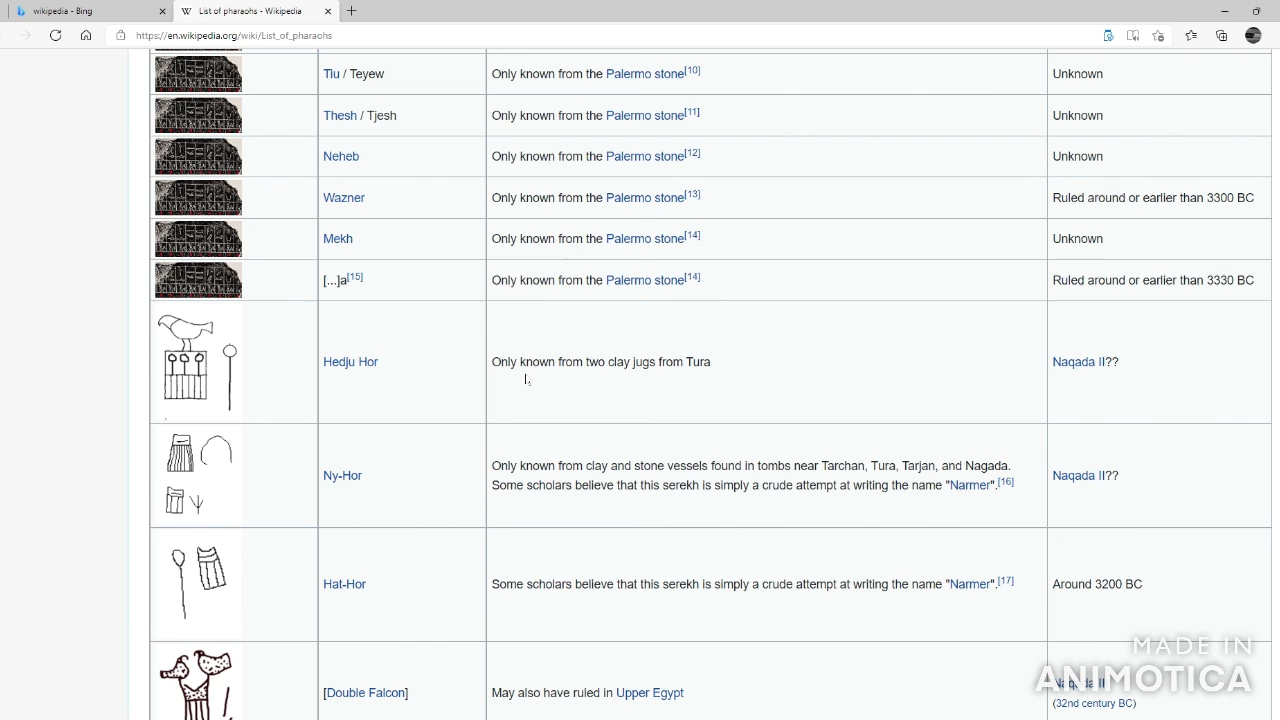 wikipedia - Bing
List of pharaohs - Wikipedia
https://en.wikipedia.org/wiki/List_of_pharaohs
Tiu / Teyew Only known from the Palermo stone[10] Unknown
Thesh / Tjesh Only known from the Palermo stone[11] Unknown
Neheb Only known from the Palermo stone[12] Unknown
Wazner Only known from the Palermo stone[13] Ruled around or earlier than 3300 BC
Mekh Only known from the Palermo stone[14] Unknown
[...]a[15] Only known from the Palermo stone[14] Ruled around or earlier than 3330 BC
Hedju Hor Only known from two clay jugs from Tura Naqada II??
Ny-Hor Only known from clay and stone vessels found in tombs near Tarchan, Tura, Tarjan, and Nagada. Naqada II??
Some scholars believe that this serekh is simply a crude attempt at writing the name "Narmer".[16]
Hat-Hor Some scholars believe that this serekh is simply a crude attempt at writing the name "Narmer".[17] Around 3200 BC
[Double Falcon] May also have ruled in Upper Egypt
(32nd century BC)
MADE IN
ANIMOTICA